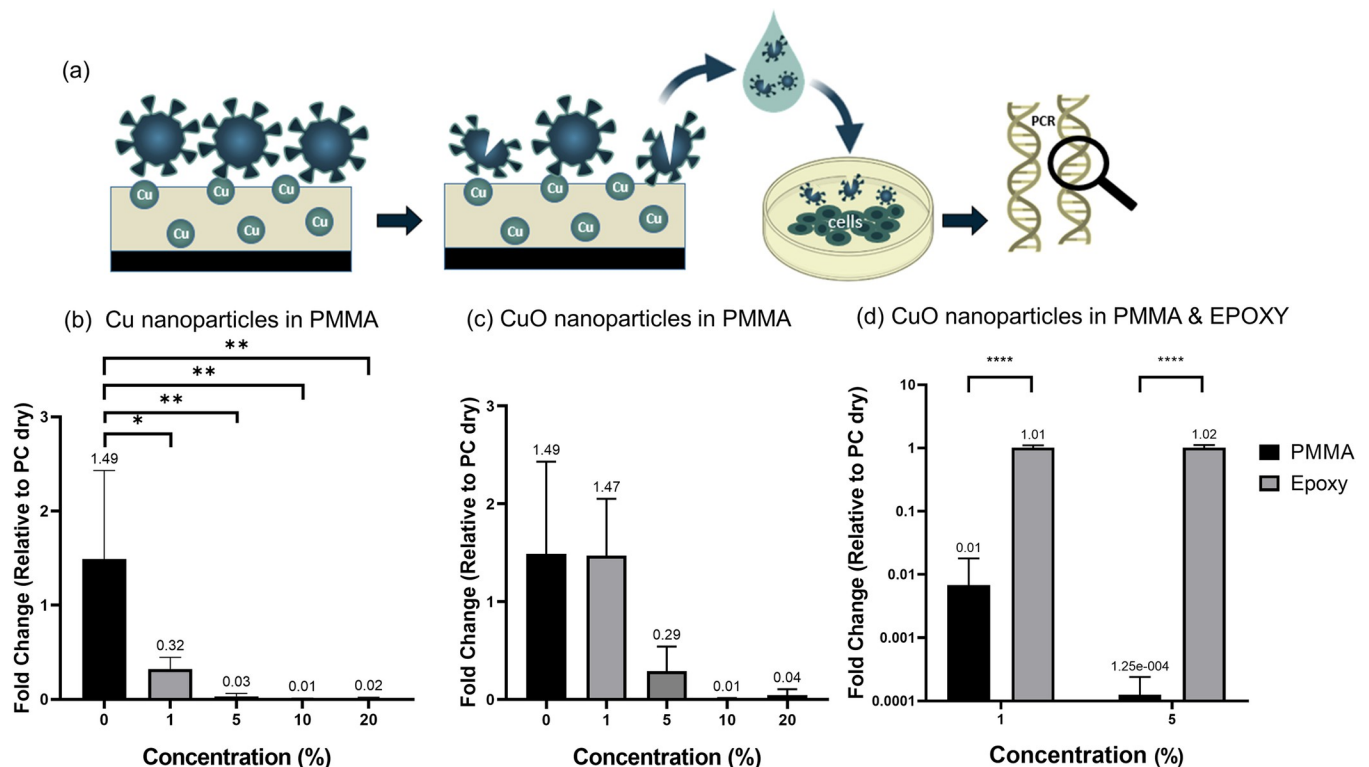 (a)
Cu Cu Cu
Cu Cu Cu
Cu Cu Cu
Cu Cu Cu
cells
PCR
(b) Cu nanoparticles in PMMA
**
**
**
*
Fold Change (Relative to PC dry)
3
2
1
0
1.49
0.32
0.03
0.01
0.02
0 1 5 10 20
Concentration (%)
(c) CuO nanoparticles in PMMA
Fold Change (Relative to PC dry)
3
2
1
0
1.49
1.47
0.29
0.01
0.04
0 1 5 10 20
Concentration (%)
(d) CuO nanoparticles in PMMA & EPOXY
**** ****
Fold Change (Relative to PC dry)
10
1
0.1
0.01
0.001
0.0001
0.01
1.01
1.25e-004
1.02
1 5
Concentration (%)
PMMA
Epoxy